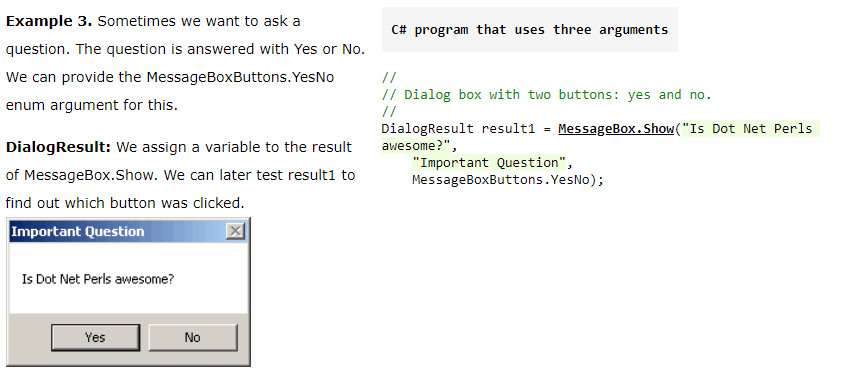 Example 3. Sometimes we want to ask a
question. The question is answered with Yes or No.
We can provide the MessageBoxButtons.YesNo
enum argument for this.
DialogResult: We assign a variable to the result
of MessageBox.Show. We can later test result1 to
find out which button was clicked.
Important Question
Is Dot Net Perls awesome?
Yes
No
C# program that uses three arguments
//
// Dialog box with two buttons: yes and no.
//
DialogResult result1 = MessageBox.Show("Is Dot Net Perls
awesome?",
"Important Question",
MessageBoxButtons.YesNo);